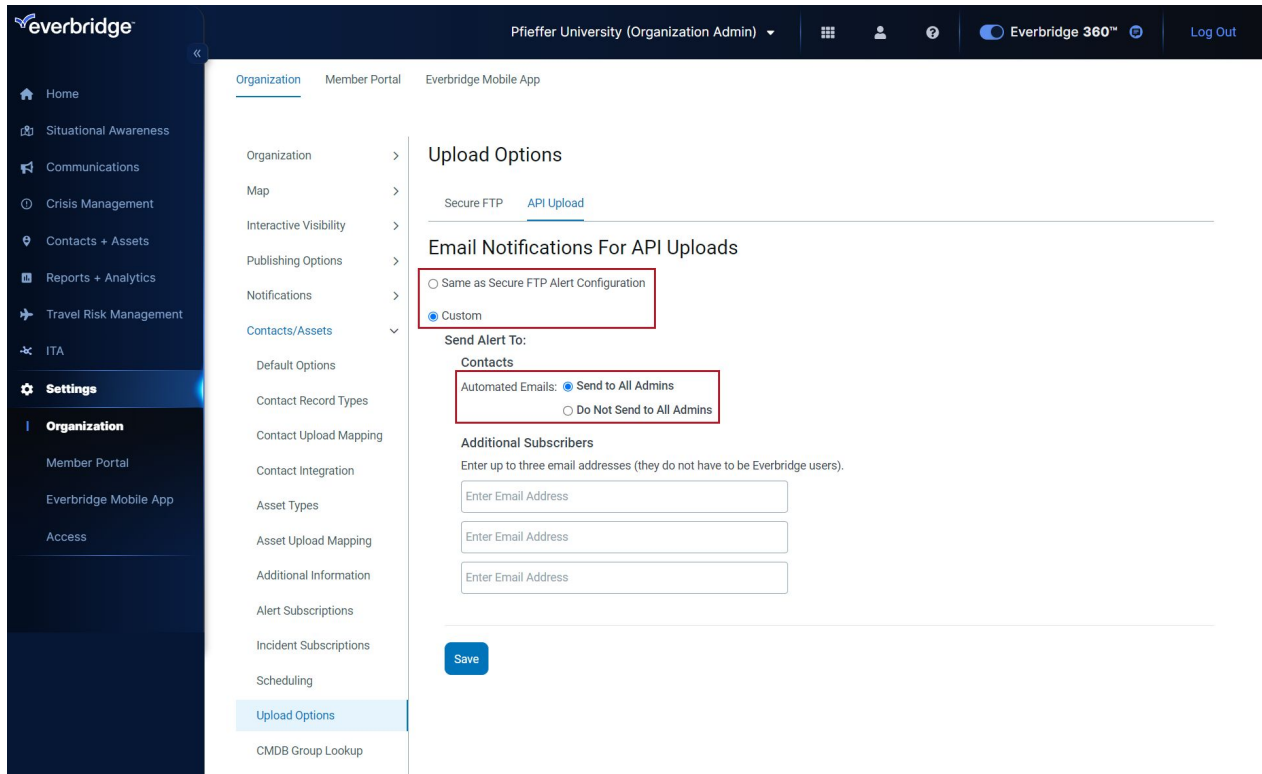 everbridge™
Pfieffer University (Organization Admin)
Everbridge 360™
Log Out
«
Home
Situational Awareness
Communications
Crisis Management
Contacts + Assets
Reports + Analytics
Travel Risk Management
ITA
Settings
Organization
Member Portal
Everbridge Mobile App
Access
Organization Member Portal Everbridge Mobile App
Organization
Map
Interactive Visibility
Publishing Options
Notifications
Contacts/Assets
Default Options
Contact Record Types
Contact Upload Mapping
Contact Integration
Asset Types
Asset Upload Mapping
Additional Information
Alert Subscriptions
Incident Subscriptions
Scheduling
Upload Options
CMDB Group Lookup
Upload Options
Secure FTP API Upload
Email Notifications For API Uploads
Same as Secure FTP Alert Configuration
Custom
Send Alert To:
Contacts
Automated Emails: Send to All Admins
Do Not Send to All Admins
Additional Subscribers
Enter up to three email addresses (they do not have to be Everbridge users).
Enter Email Address
Enter Email Address
Enter Email Address
Save